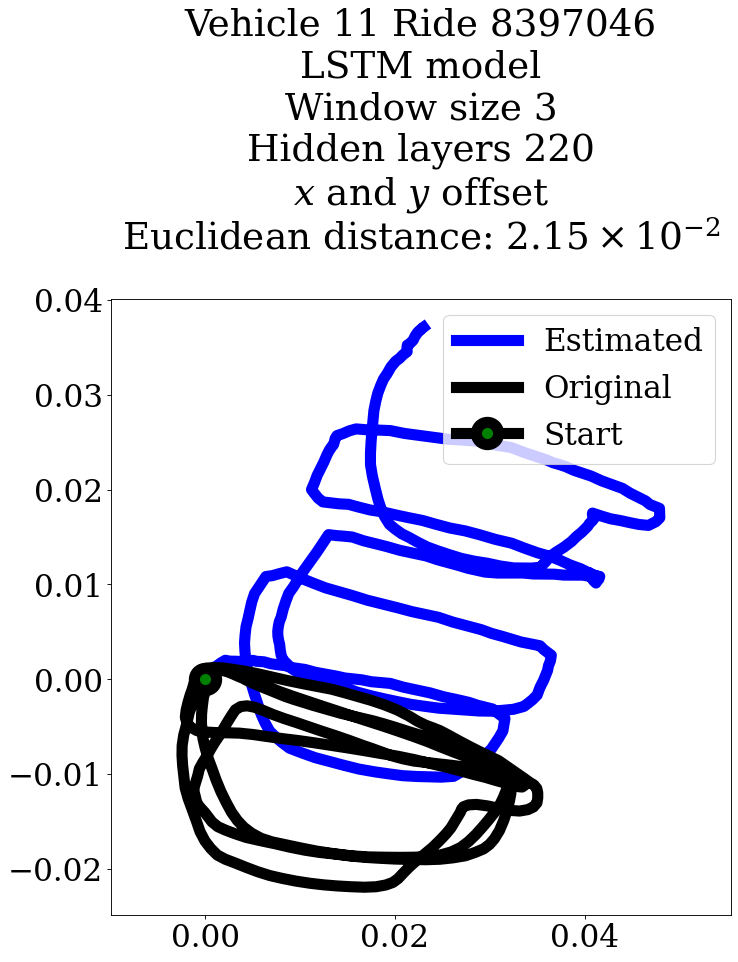 Vehicle 11 Ride 8397046
LSTM model
Window size 3
Hidden layers 220
x and y offset
Euclidean distance: 2.15 × 10⁻²
0.04
0.03
0.02
0.01
0.00
−0.01
−0.02
Estimated
Original
Start
0.00 0.02 0.04